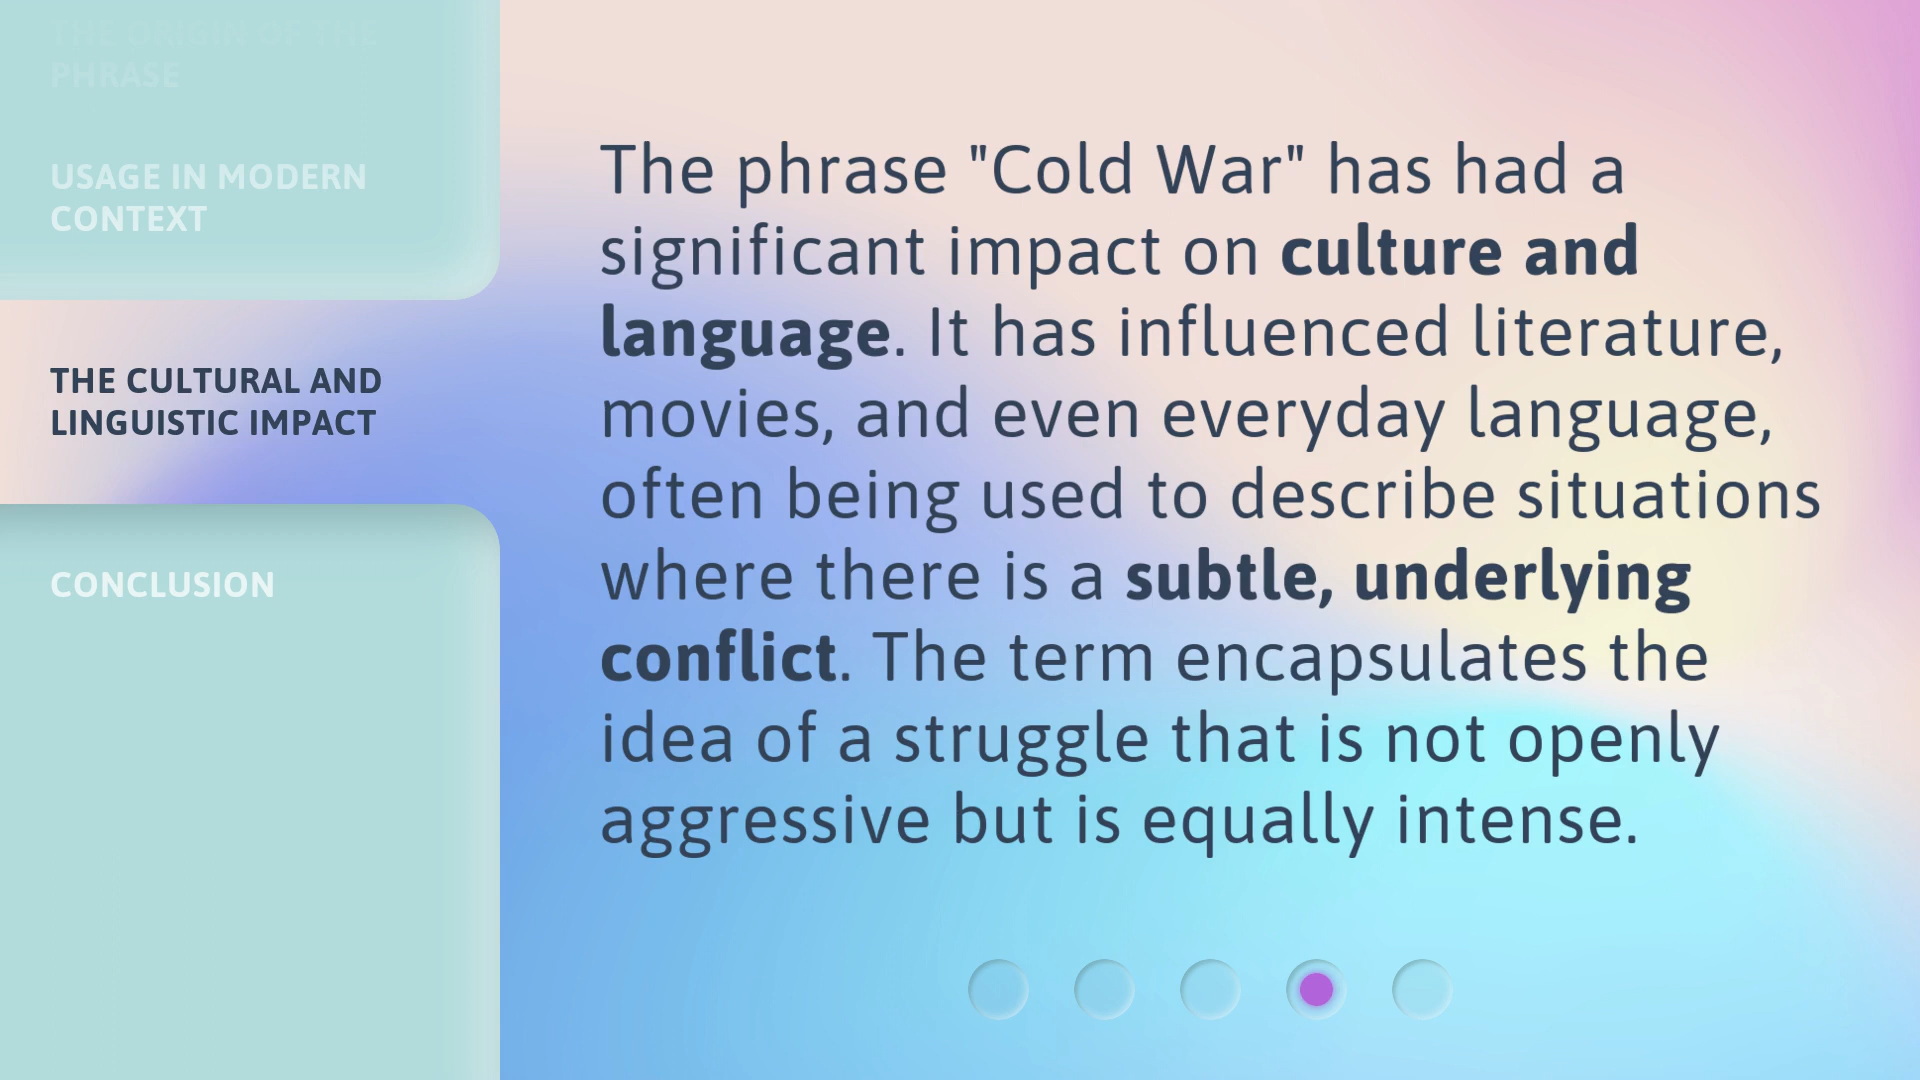 THE ORIGIN OF THE
PHRASE
USAGE IN MODERN
CONTEXT
THE CULTURAL AND
LINGUISTIC IMPACT
CONCLUSION
The phrase "Cold War" has had a
significant impact on culture and
language. It has influenced literature,
movies, and even everyday language,
often being used to describe situations
where there is a subtle, underlying
conflict. The term encapsulates the
idea of a struggle that is not openly
aggressive but is equally intense.